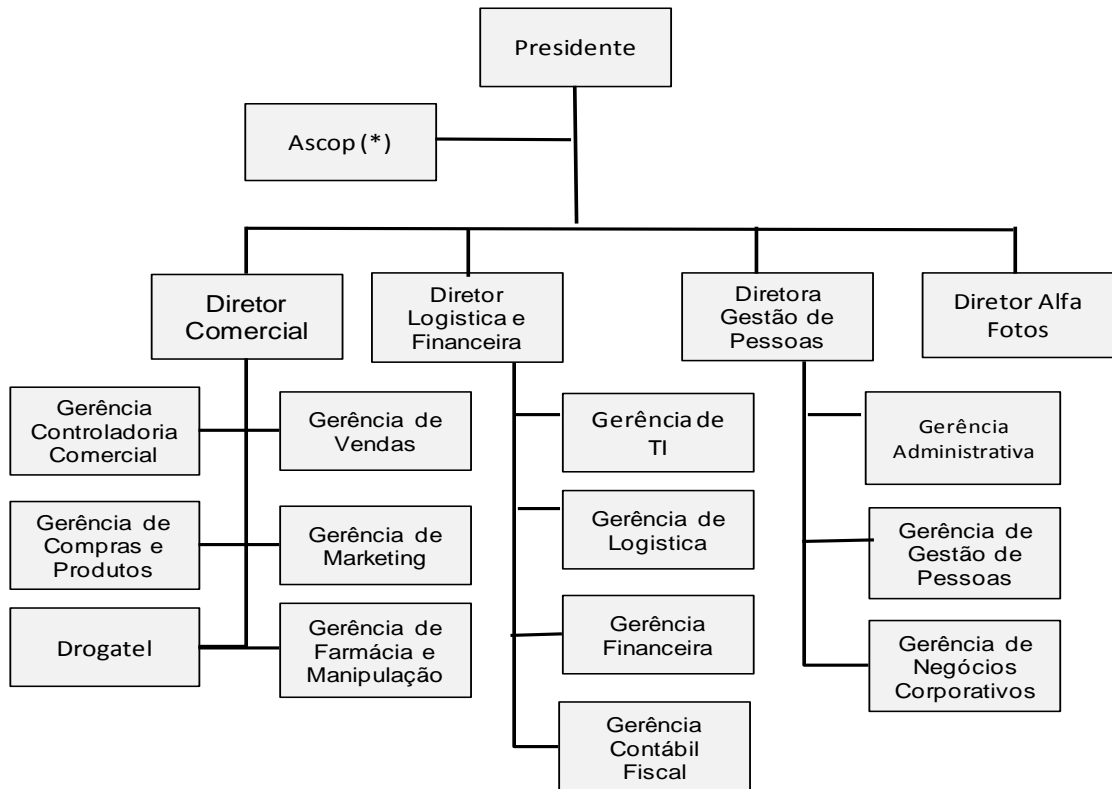 Presidente
Ascop (*)
Diretor
Comercial
Diretor
Logistica e
Financeira
Diretora
Gestão de
Pessoas
Diretor Alfa
Fotos
Gerência
Controladoria
Comercial
Gerência de
Vendas
Gerência de
Compras e
Produtos
Gerência de
Marketing
Drogatel
Gerência de
Farmácia e
Manipulação
Gerência de
TI
Gerência de
Logistica
Gerência
Financeira
Gerência
Contábil
Fiscal
Gerência
Administrativa
Gerência de
Gestão de
Pessoas
Gerência de
Negócios
Corporativos